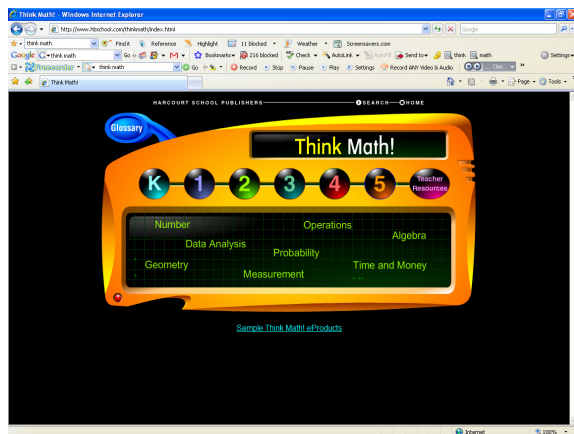 Think Math! - Windows Internet Explorer
http://www.hbschool.com/thinkmath/index.html
Google
think math
Find it Reference Highlight 11 blocked Weather Screensavers.com
Google think math Go Bookmarks 216 blocked Check AutoLink AutoFill Send to think math Settings
Freecorder think math Go Record Stop Pause Play Settings Record ANY Video & Audio
Think Math! Page Tools
HARCOURT SCHOOL PUBLISHERS SEARCH HOME
Glossary
Think Math!
K 1 2 3 4 5 Teacher Resources
Number Operations
Algebra
Data Analysis
Probability
Geometry Time and Money
Measurement
Sample Think Math! eProducts
Internet 100%